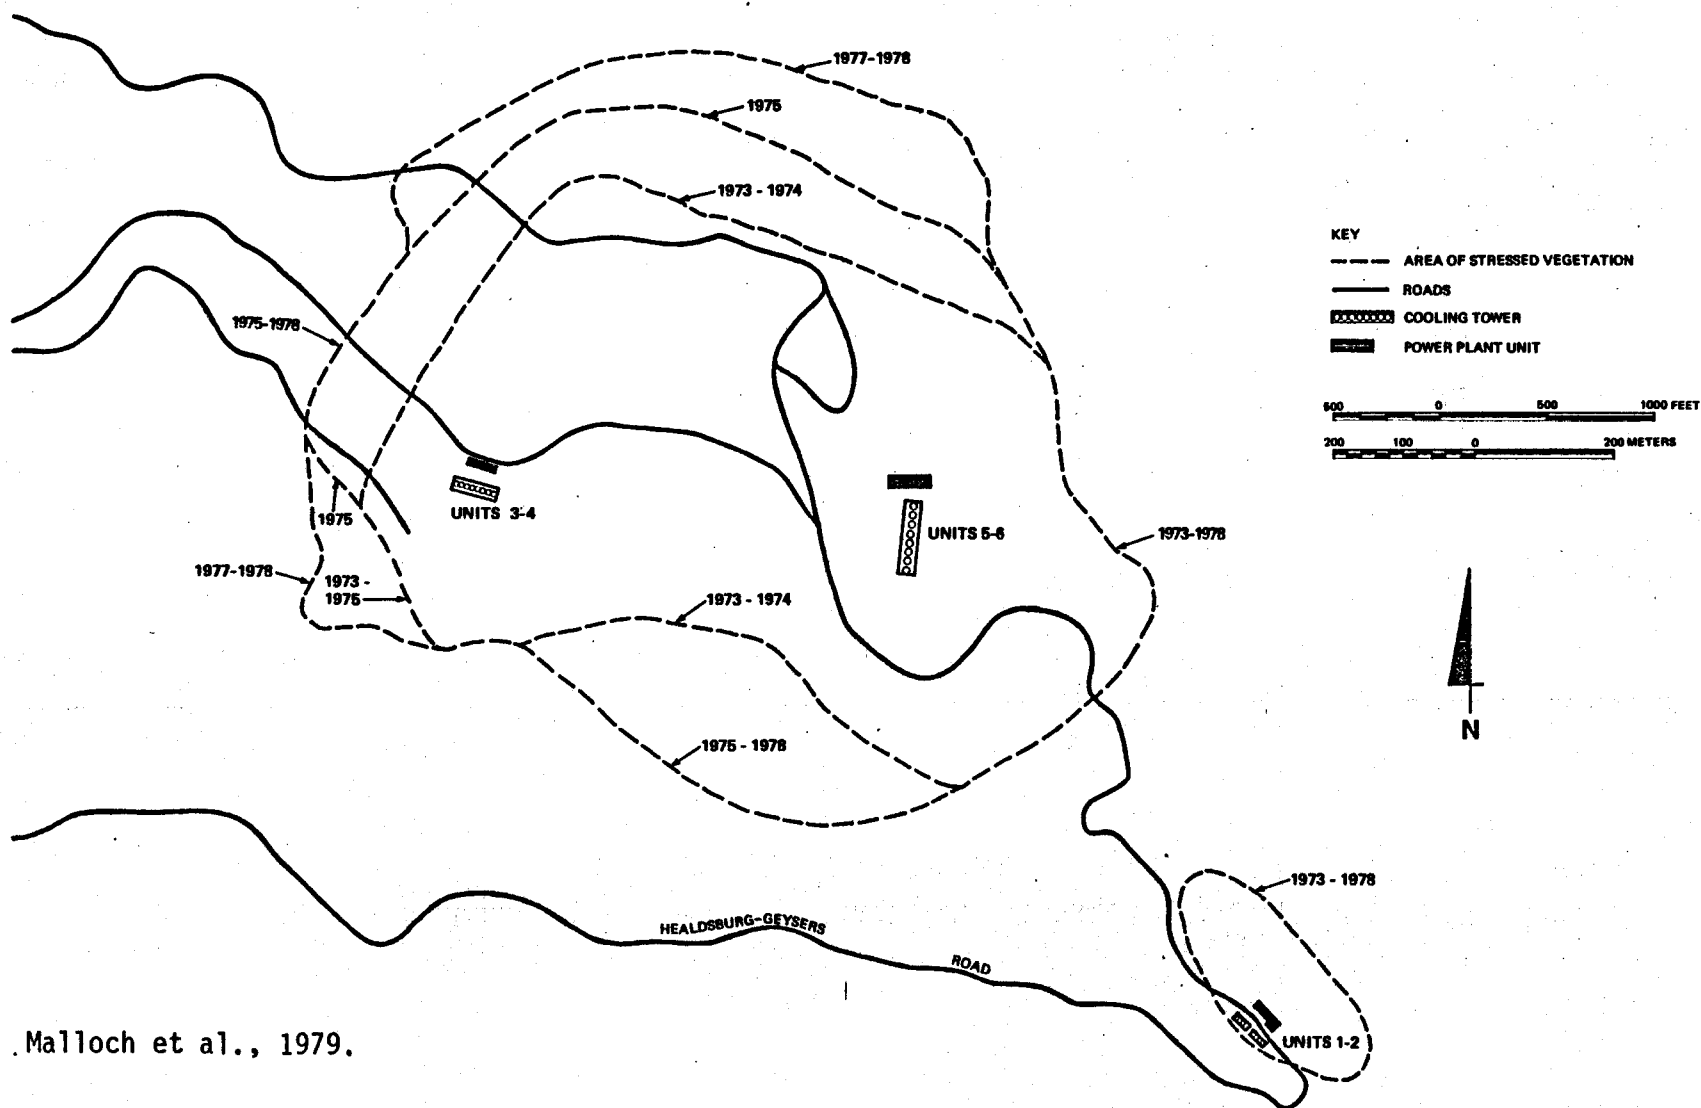 1977-1978
1975
1973 - 1974
KEY
AREA OF STRESSED VEGETATION
ROADS
COOLING TOWER
POWER PLANT UNIT
500 0 500 1000 FEET
200 100 0 200 METERS
1975-1978
UNITS 3-4
1975
UNITS 5-6
1973-1978
1977-1978
1973 -
1975
1973 - 1974
N
1975 - 1978
1973 - 1978
HEALDSBURG-GEYSERS
ROAD
UNITS 1-2
Malloch et al., 1979.